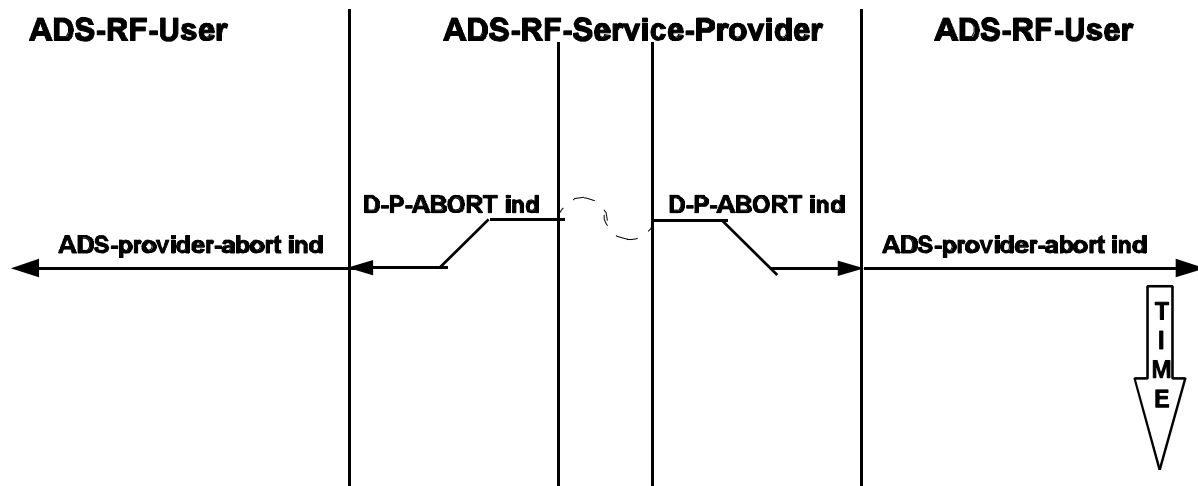 ADS-RF-User
ADS-RF-Service-Provider
ADS-RF-User
D-P-ABORT ind
D-P-ABORT ind
ADS-provider-abort ind
ADS-provider-abort ind
TIME